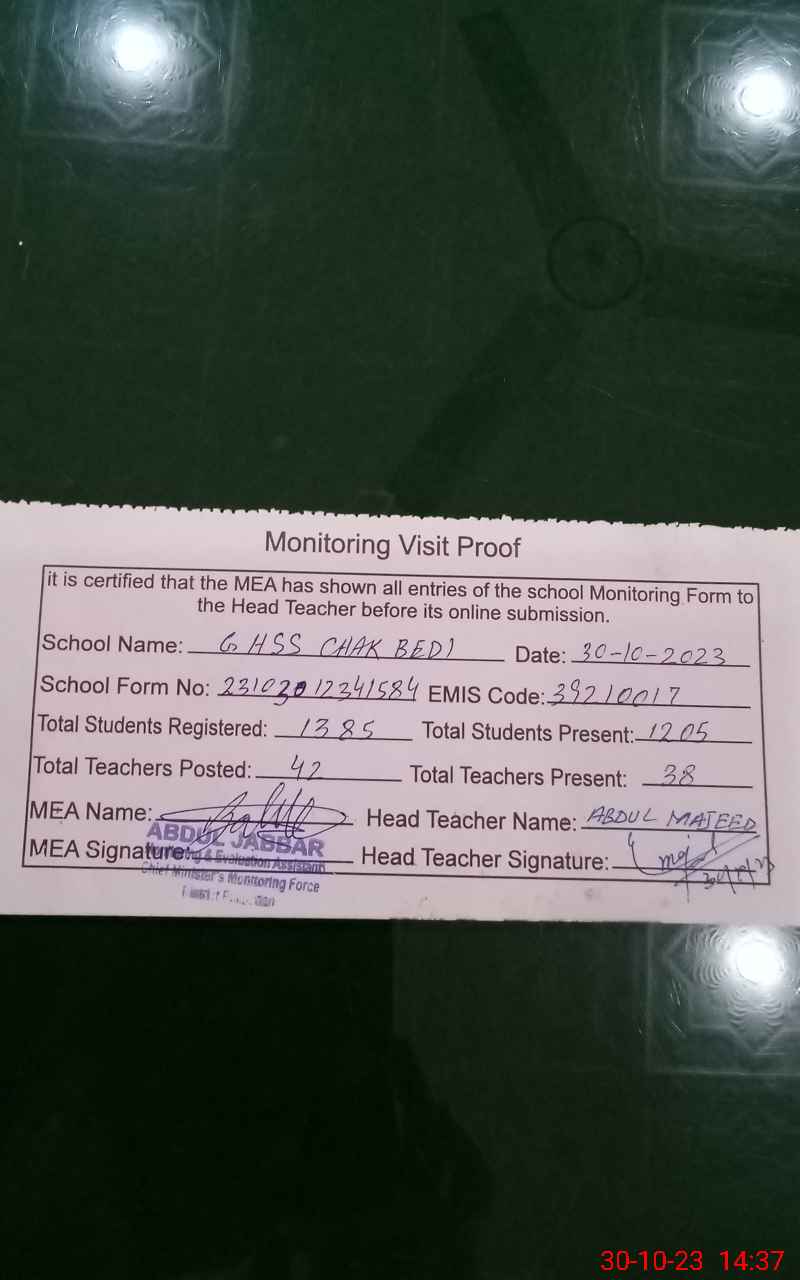 Monitoring Visit Proof
it is certified that the MEA has shown all entries of the school Monitoring Form to
the Head Teacher before its online submission.
School Name: GHSS CHAK BEDI Date: 30-10-2023
School Form No: 23103012341584 EMIS Code: 39210017
Total Students Registered: 1385 Total Students Present: 1205
Total Teachers Posted: 42 Total Teachers Present: 38
MEA Name: Head Teacher Name: ABDUL MAJEED
ABDUL JABBAR
MEA Signature: Head Teacher Signature:
& Evaluation Assistant
Chief Minister's Monitoring Force
30-10-23 14:37